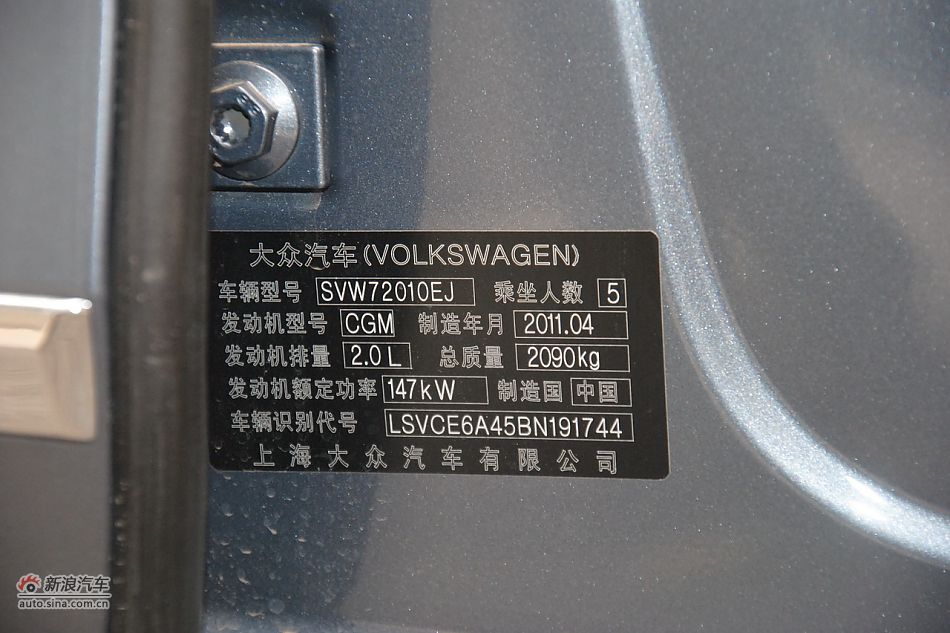 大众汽车(VOLKSWAGEN)
车辆型号 SVW72010EJ 乘坐人数 5
发动机型号 CGM 制造年月 2011.04
发动机排量 2.0L 总质量 2090kg
发动机额定功率 147kW 制造国 中国
车辆识别代号 LSVCE6A45BN191744
上海大众汽车有限公司
新浪汽车
auto.sina.com.cn